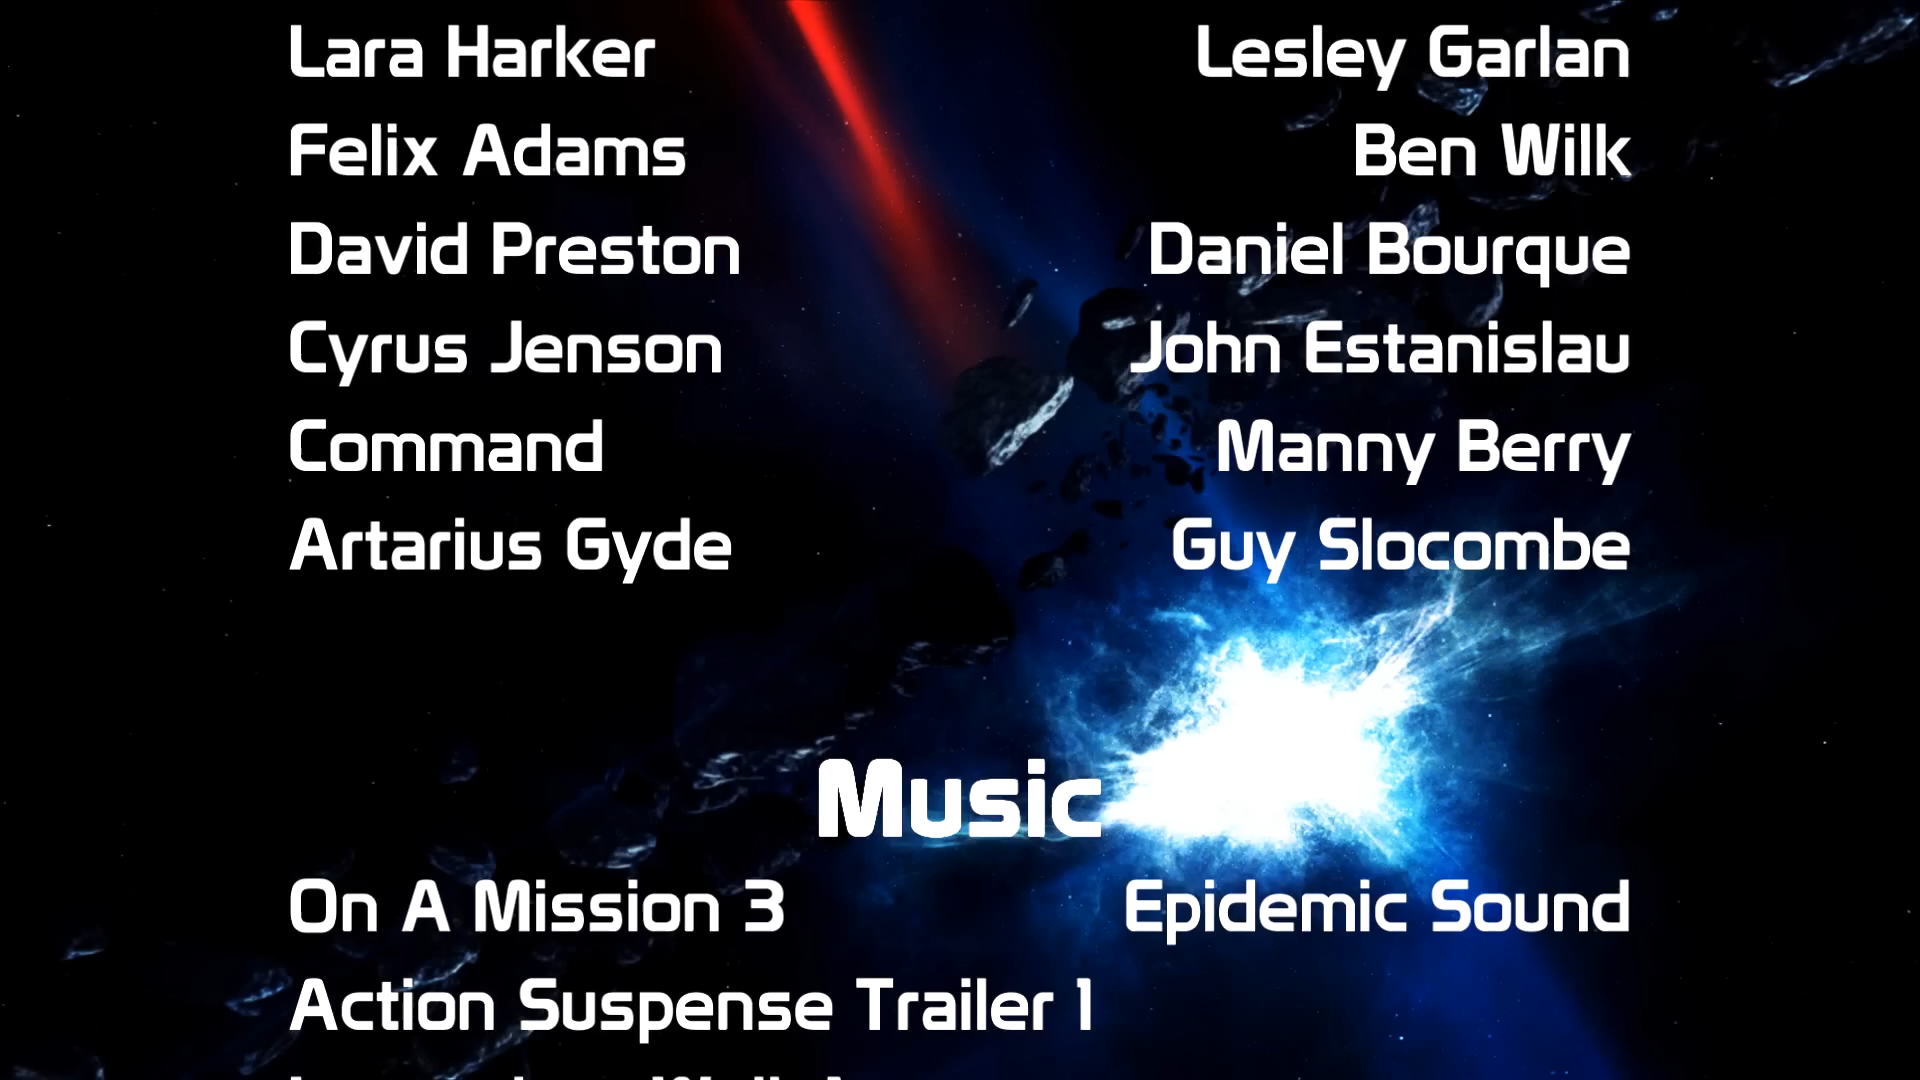 Lara Harker Lesley Garlan
Felix Adams Ben Wilk
David Preston Daniel Bourque
Cyrus Jenson John Estanislau
Command Manny Berry
Artarius Gyde Guy Slocombe
Music
On A Mission 3 Epidemic Sound
Action Suspense Trailer 1